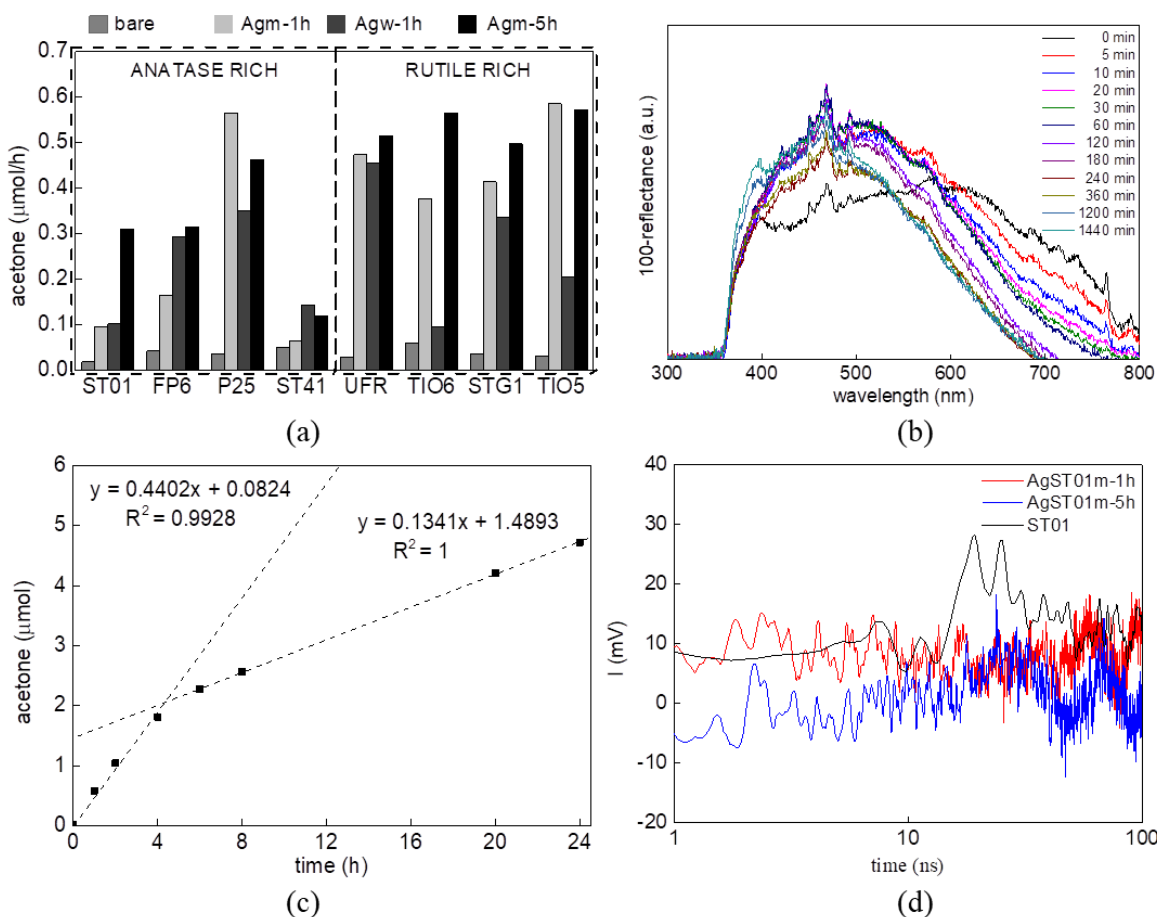 bare Agm-1h Agw-1h Agm-5h
0.7
0.6
0.5
0.4
0.3
0.2
0.1
0.0
acetone (μmol/h)
ANATASE RICH RUTILE RICH
ST01 FP6 P25 ST41 UFR TIO6 STG1 TIO5
(a)
100-reflectance (a.u.)
0 min
5 min
10 min
20 min
30 min
60 min
120 min
180 min
240 min
360 min
1200 min
1440 min
300 400 500 600 700 800
wavelength (nm)
(b)
6
5
4
3
2
1
0
acetone (μmol)
y = 0.4402x + 0.0824
R² = 0.9928
y = 0.1341x + 1.4893
R² = 1
0 4 8 12 16 20 24
time (h)
(c)
40
30
20
10
0
-10
-20
I (mV)
AgST01m-1h
AgST01m-5h
ST01
1 10 100
time (ns)
(d)